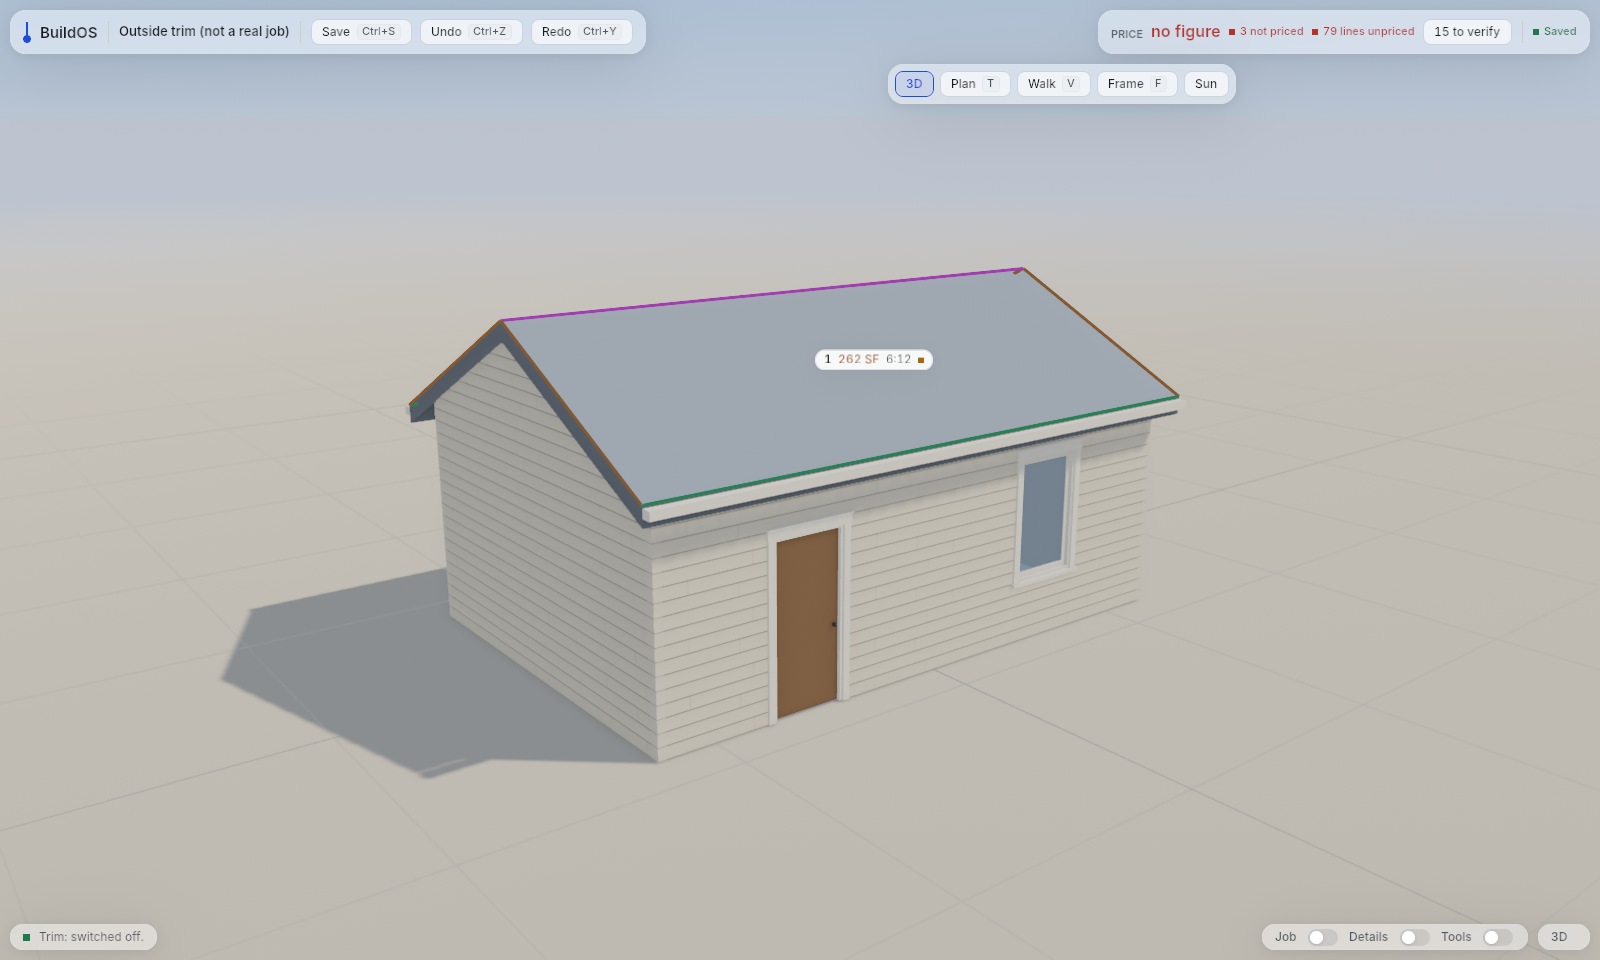 BuildOS
Outside trim (not a real job)
Save Ctrl+S
Undo Ctrl+Z
Redo Ctrl+Y
PRICE no figure
3 not priced
79 lines unpriced
15 to verify
Saved
3D
Plan T
Walk V
Frame F
Sun
1 262 SF 6:12
Trim: switched off.
Job
Details
Tools
3D